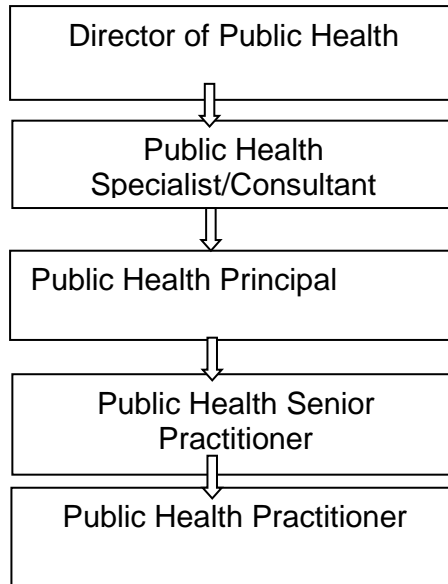 Director of Public Health
Public Health
Specialist/Consultant
Public Health Principal
Public Health Senior
Practitioner
Public Health Practitioner